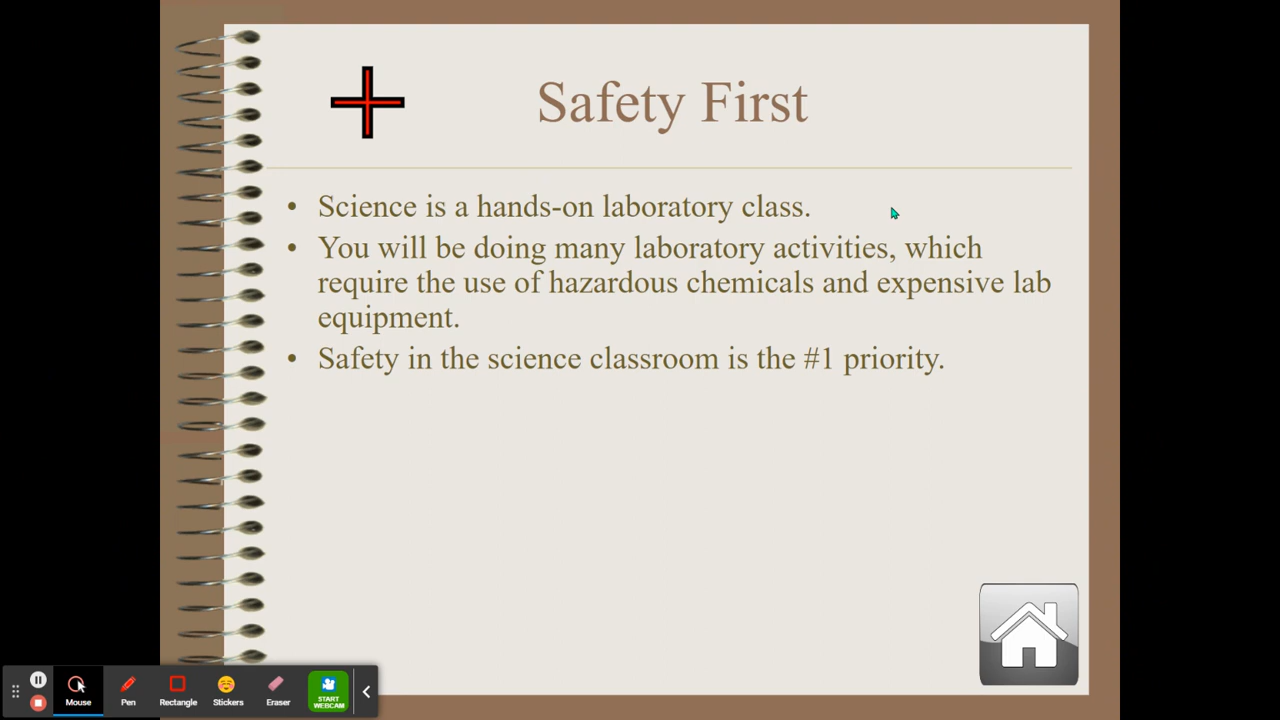 Safety First
• Science is a hands-on laboratory class.
• You will be doing many laboratory activities, which
require the use of hazardous chemicals and expensive lab
equipment.
• Safety in the science classroom is the #1 priority.
Mouse
Pen
Rectangle
Stickers
Eraser
START
WEBCAM